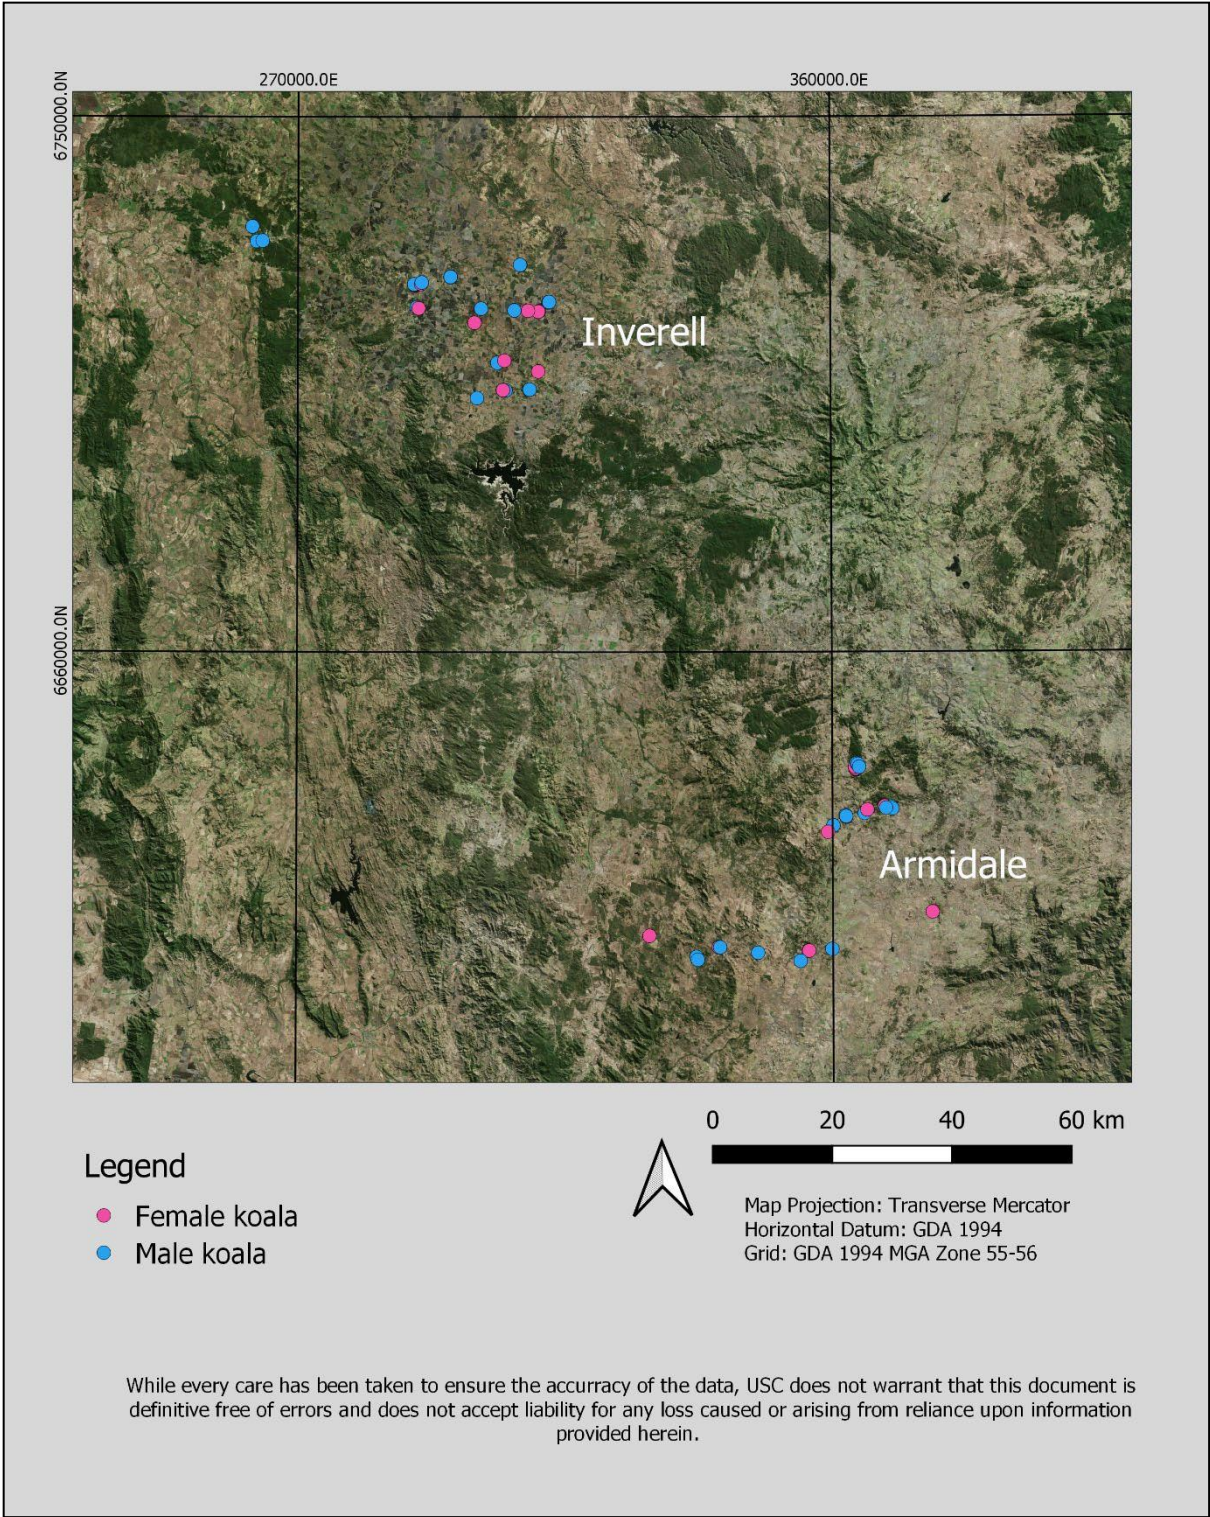 270000.0E
360000.0E
6750000.0N
Inverell
6660000.0N
Armidale
0 20 40 60 km
Legend
Female koala
Male koala
Map Projection: Transverse Mercator
Horizontal Datum: GDA 1994
Grid: GDA 1994 MGA Zone 55-56
While every care has been taken to ensure the accurracy of the data, USC does not warrant that this document is
definitive free of errors and does not accept liability for any loss caused or arising from reliance upon information
provided herein.